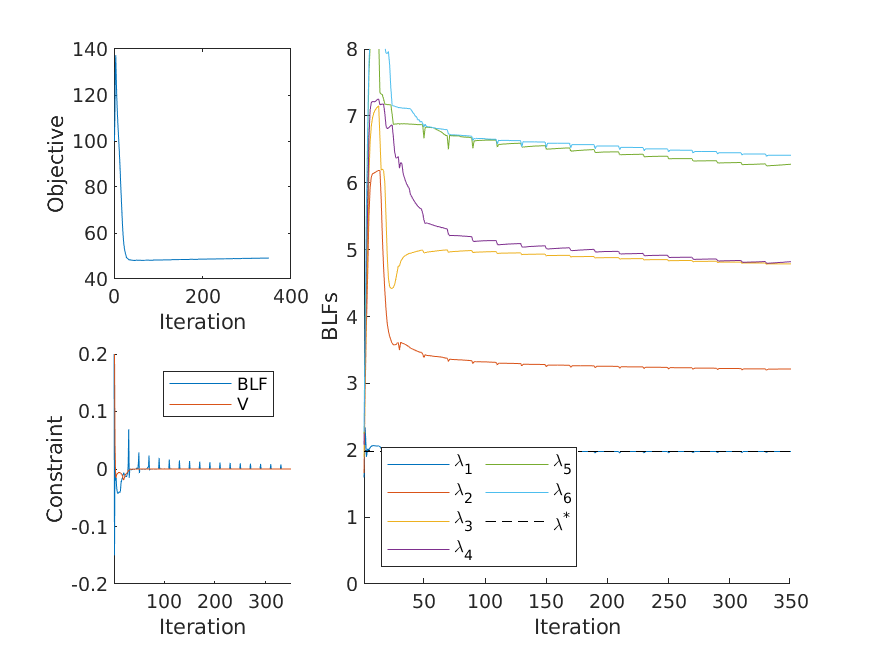 140
120
100
80
60
40
Objective
0 200 400
Iteration
0.2
0.1
0
-0.1
-0.2
Constraint
BLF
V
100 200 300
Iteration
8
7
6
5
4
3
2
1
0
BLFs
λ1 λ5
λ2 λ6
λ3 λ*
λ4
50 100 150 200 250 300 350
Iteration